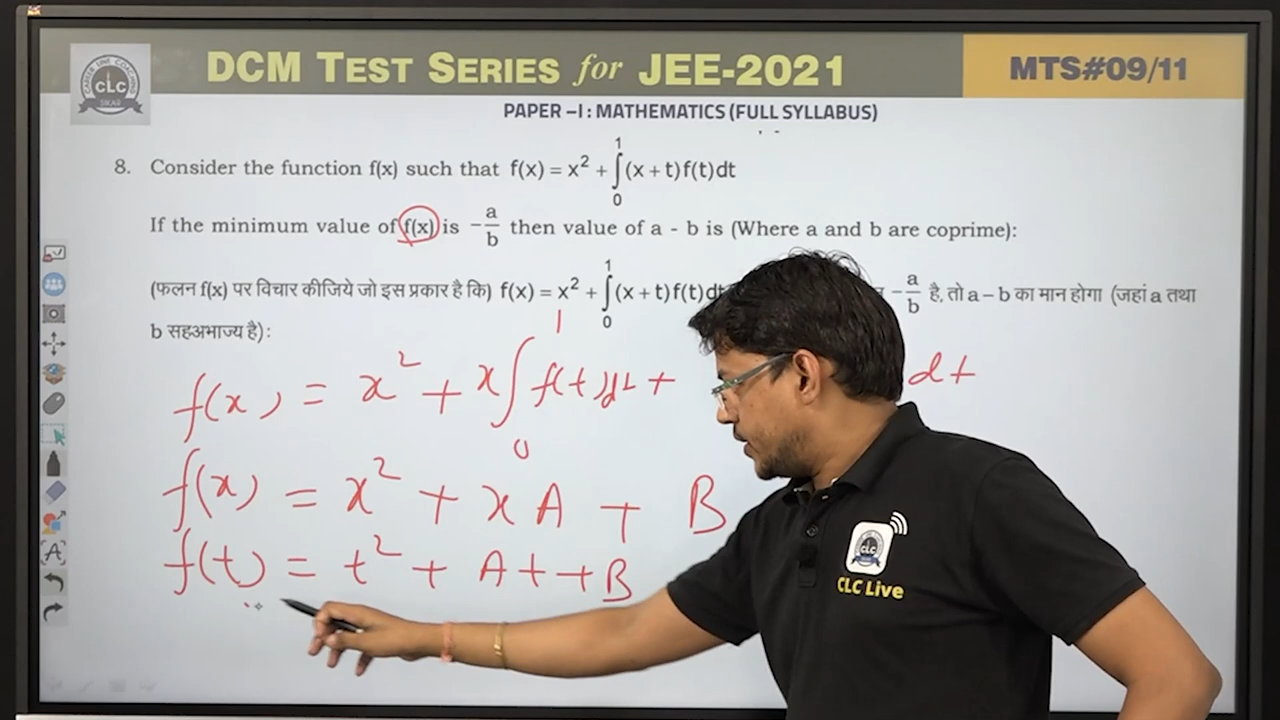 DCM TEST SERIES for JEE-2021
MTS#09/11
CLC
SIKAR
PAPER –I : MATHEMATICS (FULL SYLLABUS)
8. Consider the function f(x) such that f(x) = x² + ∫₀¹ (x + t) f(t) dt
If the minimum value of f(x) is -a/b then value of a - b is (Where a and b are coprime):
(फलन f(x) पर विचार कीजिये जो इस प्रकार है कि) f(x) = x² + ∫₀¹ (x + t) f(t) dt - a/b है, तो a – b का मान होगा (जहां a तथा
b सहअभाज्य है) :
f(x) = x² + x ∫₀¹ f(t) dt + dt
f(x) = x² + x A + B
f(t) = t² + A t + B
CLC
CLC Live